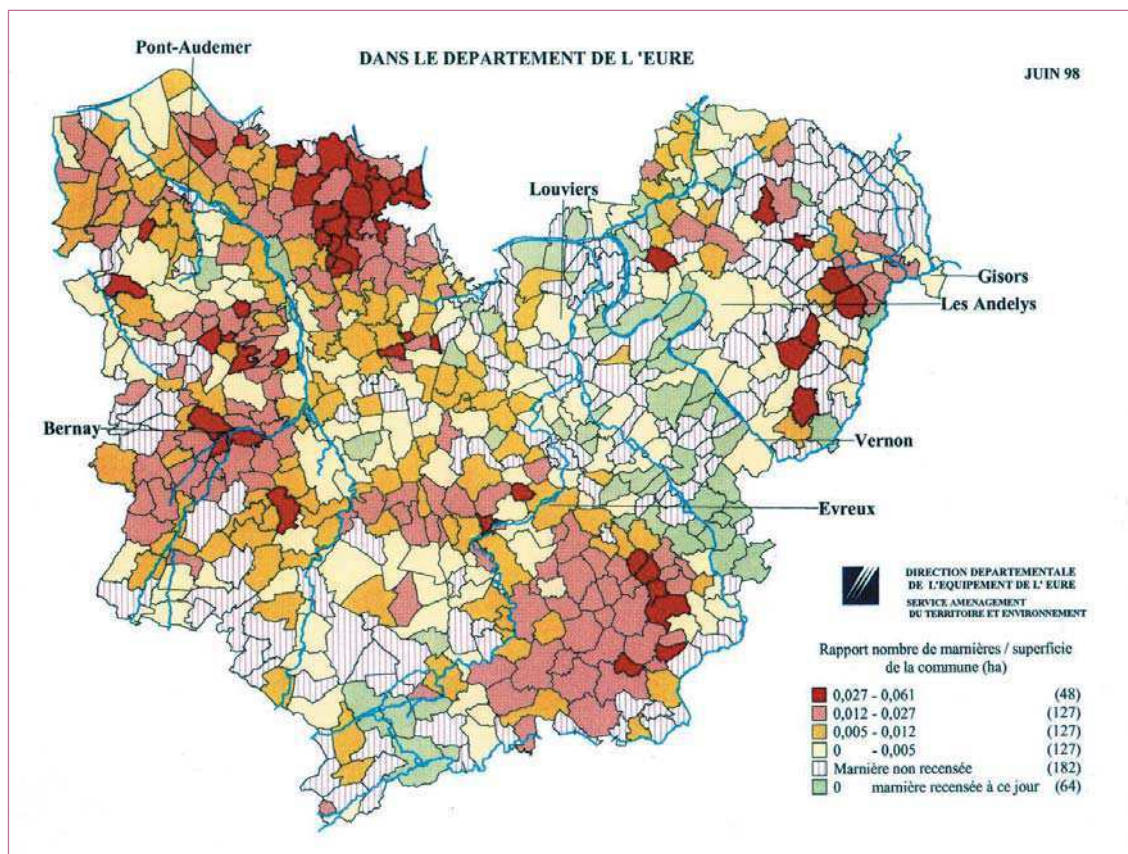 Pont-Audemer
DANS LE DEPARTEMENT DE L 'EURE
JUIN 98
Louviers
Gisors
Les Andelys
Bernay
Vernon
Evreux
DIRECTION DEPARTEMENTALE
DE L'EQUIPEMENT DE L' EURE
SERVICE AMENAGEMENT
DU TERRITOIRE ET ENVIRONNEMENT
Rapport nombre de marnières / superficie
de la commune (ha)
0,027 - 0,061 (48)
0,012 - 0,027 (127)
0,005 - 0,012 (127)
0 - 0,005 (127)
Marnière non recensée (182)
0 marnière recensée à ce jour (64)